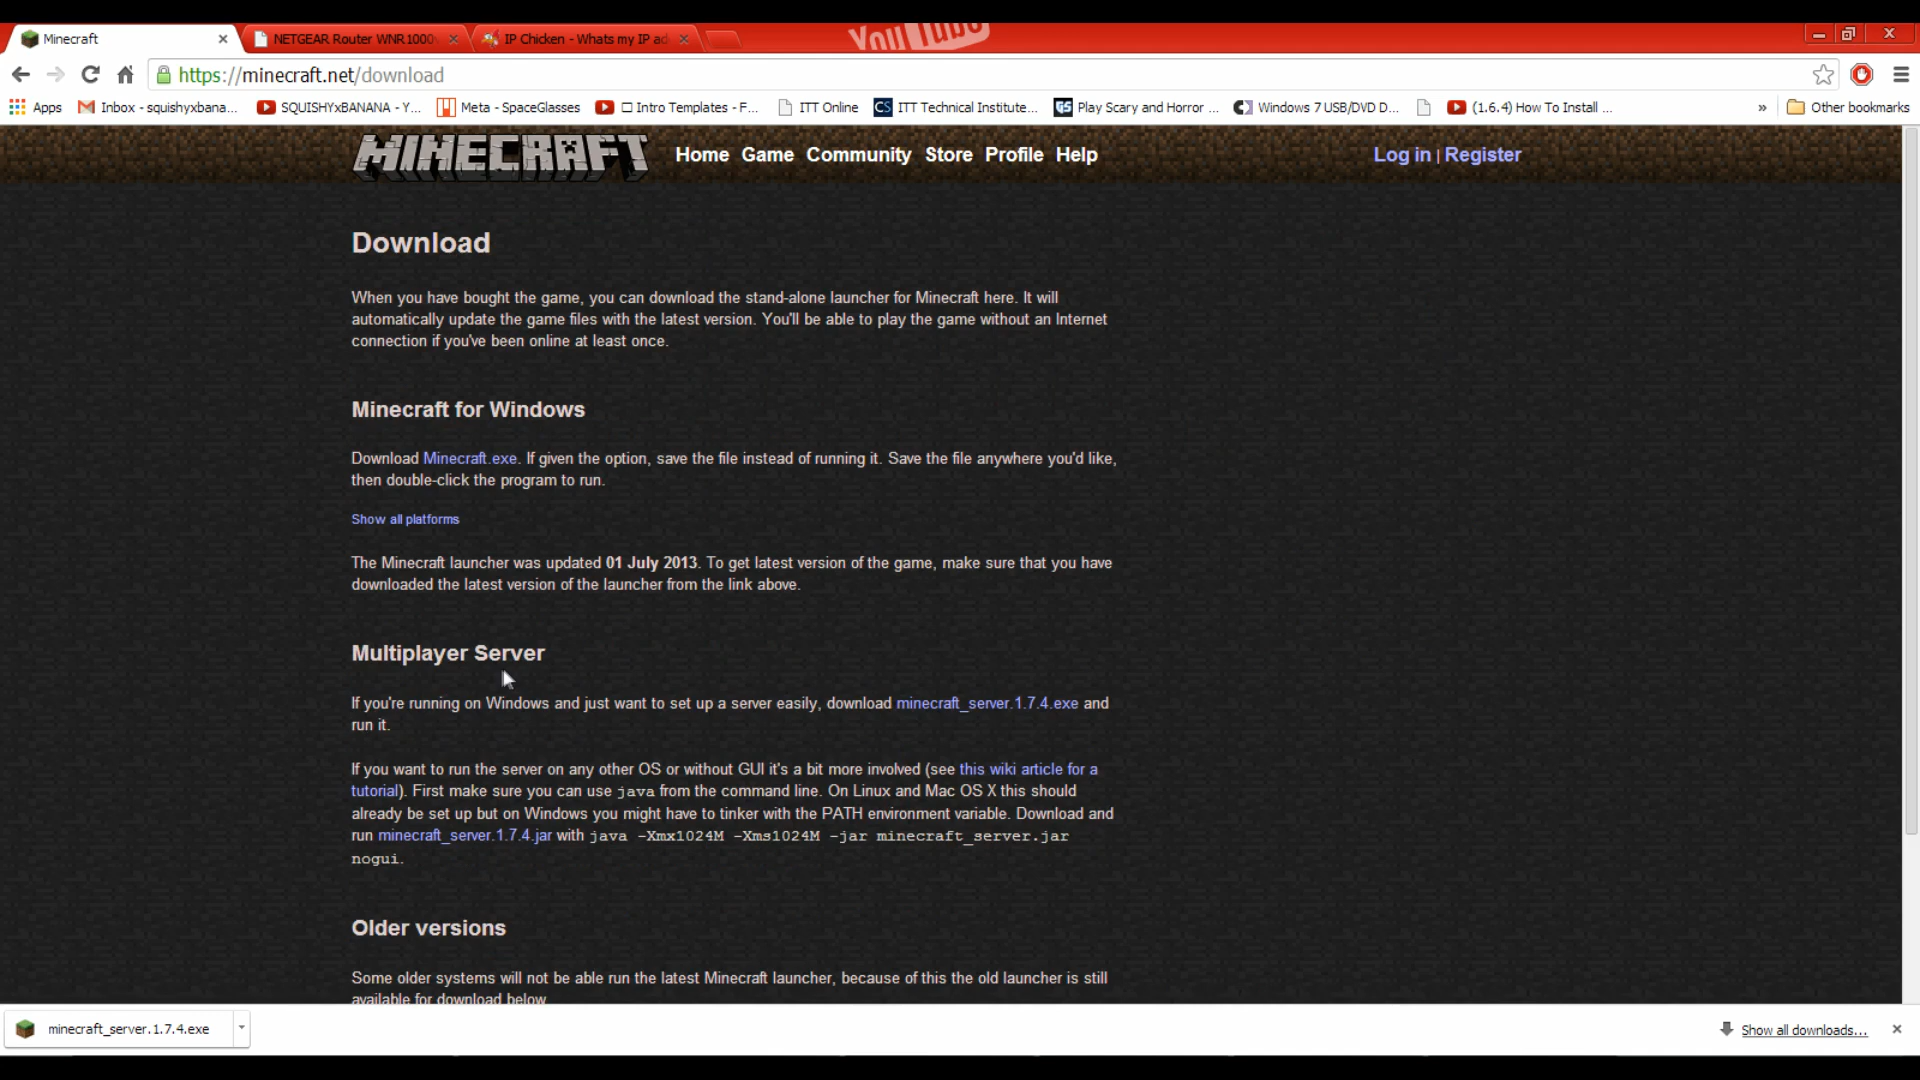 YouTube
Minecraft
NETGEAR Router WNR1000
IP Chicken - Whats my IP ad
https://minecraft.net/download
Apps
Inbox - squishyxbana...
SQUISHYxBANANA - Y...
Meta - SpaceGlasses
☐ Intro Templates - F...
ITT Online
ITT Technical Institute...
Play Scary and Horror ...
Windows 7 USB/DVD D...
(1.6.4) How To Install ...
»
Other bookmarks
MINECRAFT
Home Game Community Store Profile Help
Log in | Register
Download
When you have bought the game, you can download the stand-alone launcher for Minecraft here. It will
automatically update the game files with the latest version. You'll be able to play the game without an Internet
connection if you've been online at least once.
Minecraft for Windows
Download Minecraft.exe. If given the option, save the file instead of running it. Save the file anywhere you'd like,
then double-click the program to run.
Show all platforms
The Minecraft launcher was updated 01 July 2013. To get latest version of the game, make sure that you have
downloaded the latest version of the launcher from the link above.
Multiplayer Server
If you're running on Windows and just want to set up a server easily, download minecraft_server.1.7.4.exe and
run it.
If you want to run the server on any other OS or without GUI it's a bit more involved (see this wiki article for a
tutorial). First make sure you can use java from the command line. On Linux and Mac OS X this should
already be set up but on Windows you might have to tinker with the PATH environment variable. Download and
run minecraft_server.1.7.4.jar with java -Xmx1024M -Xms1024M -jar minecraft_server.jar
nogui.
Older versions
Some older systems will not be able run the latest Minecraft launcher, because of this the old launcher is still
available for download below
minecraft_server.1.7.4.exe
Show all downloads...